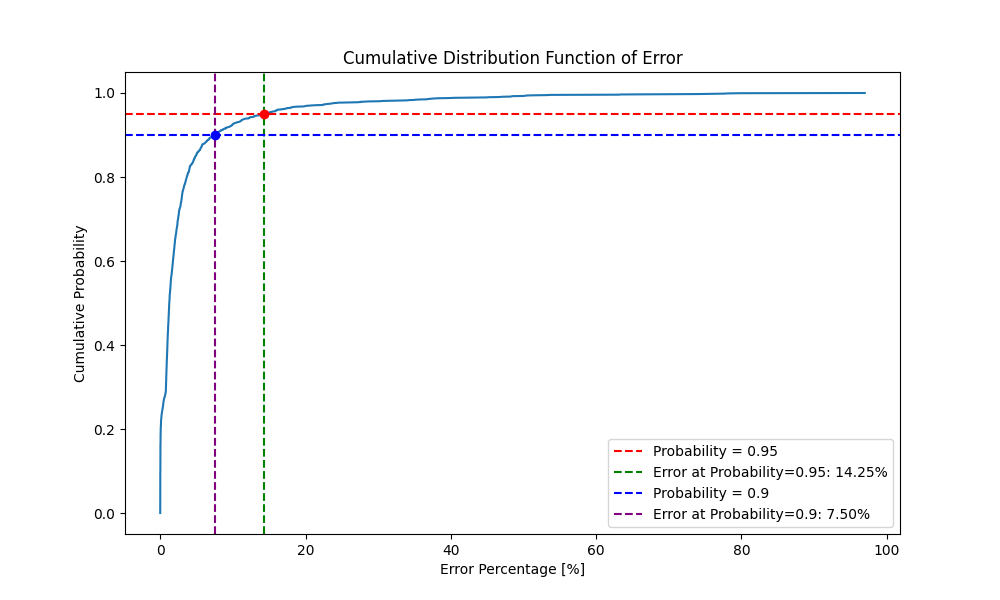 Cumulative Distribution Function of Error
Cumulative Probability
1.0
0.8
0.6
0.4
0.2
0.0
0 20 40 60 80 100
Error Percentage [%]
Probability = 0.95
Error at Probability=0.95: 14.25%
Probability = 0.9
Error at Probability=0.9: 7.50%